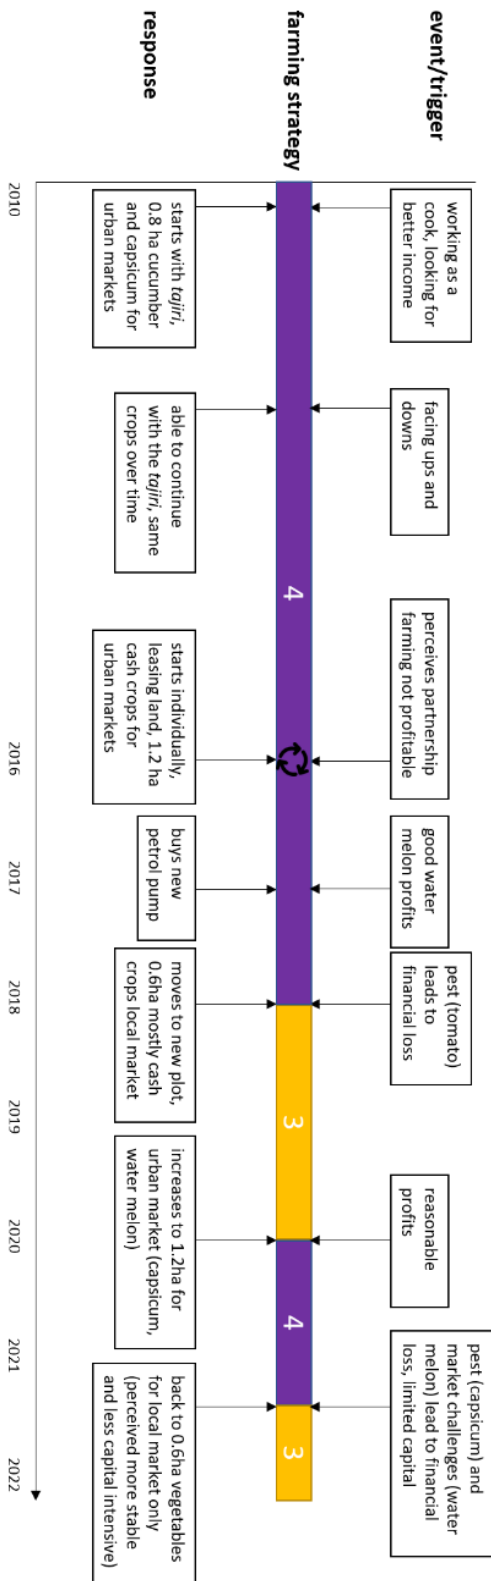 event/trigger
working as a
cook, looking for
better income
facing ups and
downs
perceives partnership
farming not profitable
good water
melon profits
pest (tomato)
leads to
financial loss
reasonable
profits
pest (capsicum) and
market challenges (water
melon) lead to financial
loss, limited capital
farming strategy
4
3
4
3
response
starts with tajiri,
0.8 ha cucumber
and capsicum for
urban markets
able to continue
with the tajiri, same
crops over time
starts individually,
leasing land, 1.2 ha
cash crops for
urban markets
buys new
petrol pump
moves to new plot,
0.6ha mostly cash
crops local market
increases to 1.2ha for
urban market (capsicum,
water melon)
back to 0.6ha vegetables
for local market only
(perceived more stable
and less capital intensive)
2010
2016
2017
2018
2019
2020
2021
2022